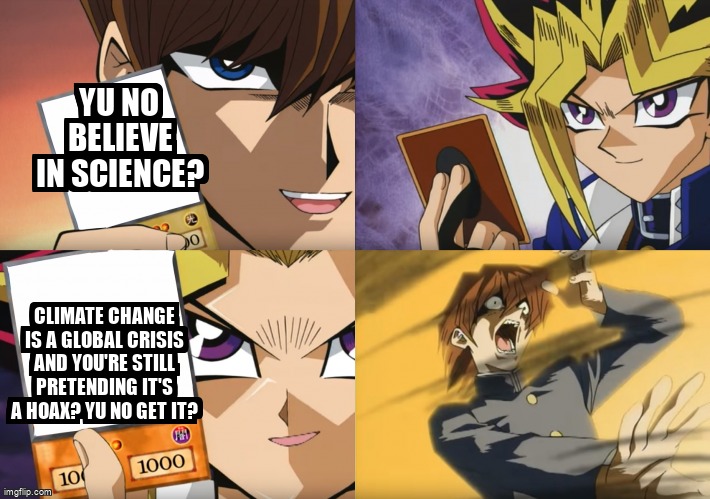 YU NO
BELIEVE
IN SCIENCE?
CLIMATE CHANGE
IS A GLOBAL CRISIS
AND YOU'RE STILL
PRETENDING IT'S
A HOAX? YU NO GET IT?
1000
imgflip.com